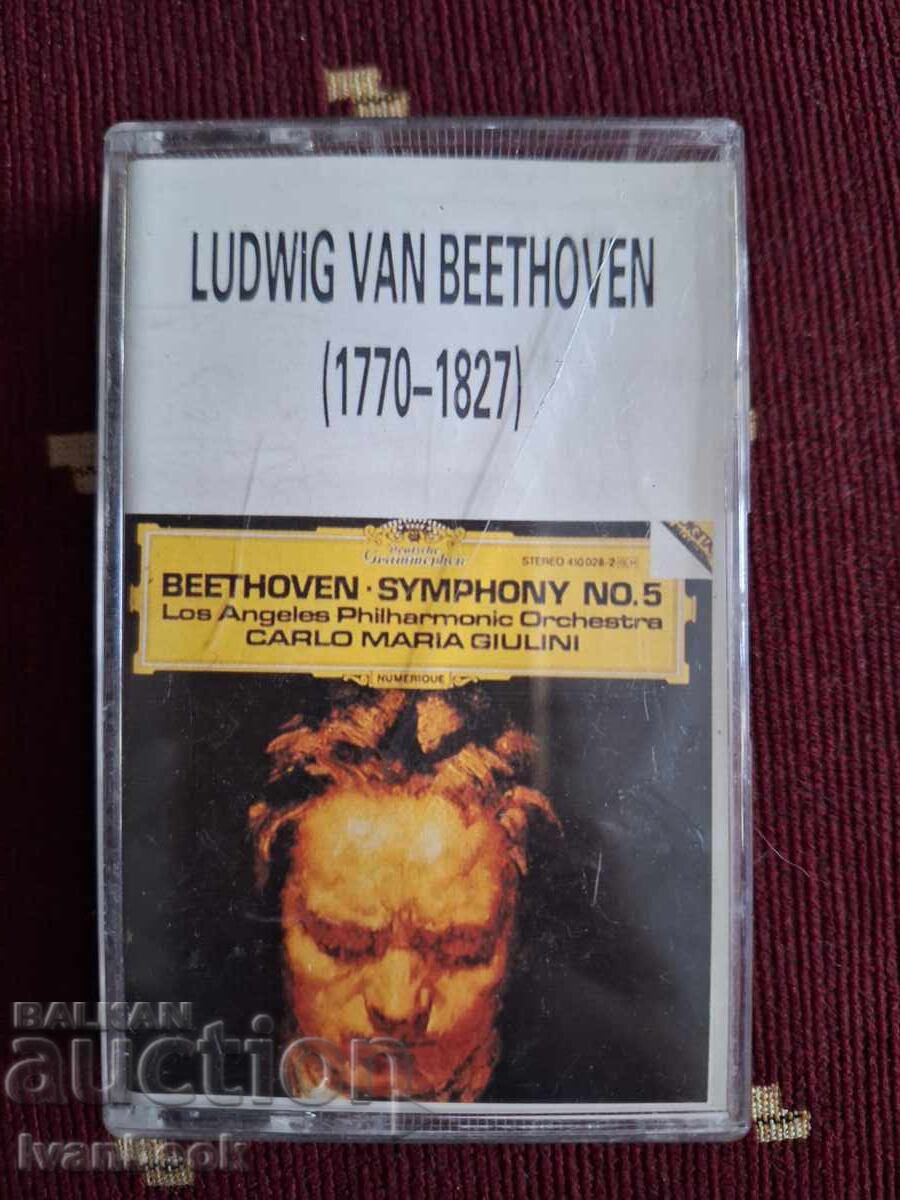 LUDWIG VAN BEETHOVEN
(1770–1827)
Deutsche
Grammophon
STEREO 410 028-2 GH
BEETHOVEN · SYMPHONY NO. 5
Los Angeles Philharmonic Orchestra
CARLO MARIA GIULINI
NUMERIQUE
BALKAN
auction